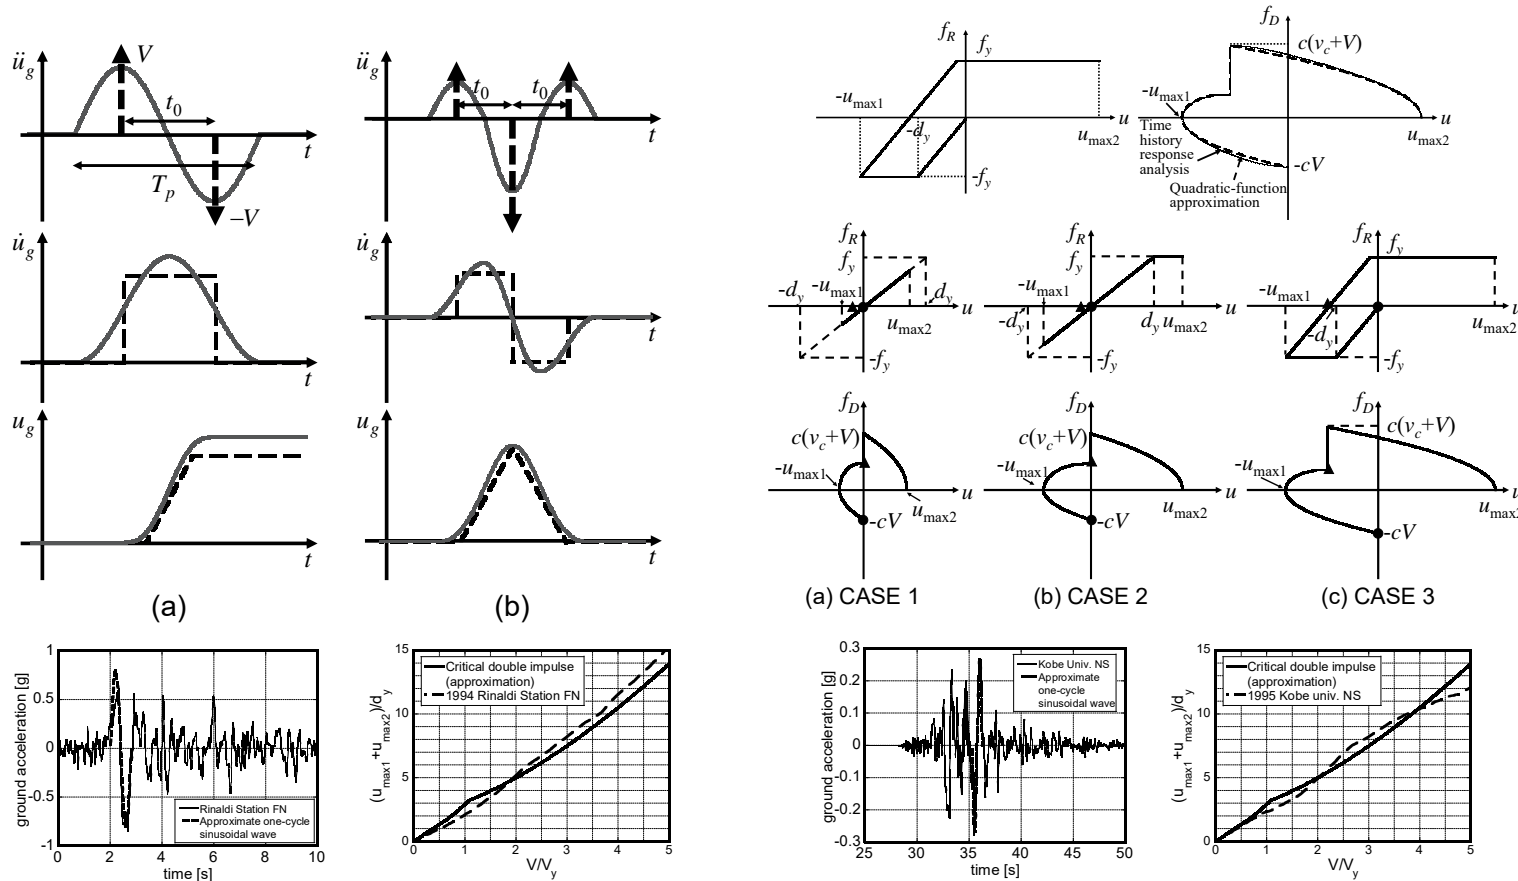 ü_g
V
t_0
T_p
−V
t
ü_g
t_0
t_0
t
u̇_g
t
u̇_g
t
u_g
t
u_g
t
(a)
(b)
f_R
f_y
-u_max1
-d_y
u
u_max2
-f_y
f_D
c(v_c+V)
-u_max1
u
u_max2
Time
history
response
analysis
-cV
Quadratic-function
approximation
f_R
f_y
-d_y
-u_max1
d_y
u
u_max2
-f_y
f_R
f_y
-u_max1
-d_y
d_y
u_max2
u
-f_y
f_R
f_y
-u_max1
-d_y
u
u_max2
-f_y
f_D
c(v_c+V)
-u_max1
u
u_max2
-cV
f_D
c(v_c+V)
-u_max1
u_max2
u
-cV
f_D
c(v_c+V)
-u_max1
u
u_max2
-cV
(a) CASE 1
(b) CASE 2
(c) CASE 3
ground acceleration [g]
1
0.5
0
-0.5
-1
0
2
4
6
8
10
time [s]
Rinaldi Station FN
Approximate one-cycle
sinusoidal wave
(u_max1 +u_max2)/d_y
15
10
5
0
0
1
2
3
4
5
V/V_y
Critical double impulse
(approximation)
1994 Rinaldi Station FN
ground acceleration [g]
0.3
0.2
0.1
0
-0.1
-0.2
-0.3
25
30
35
40
45
50
time [s]
Kobe Univ. NS
Approximate
one-cycle
sinusoidal wave
(u_max1 +u_max2)/d_y
15
10
5
0
0
1
2
3
4
5
V/V_y
Critical double impulse
(approximation)
1995 Kobe univ. NS